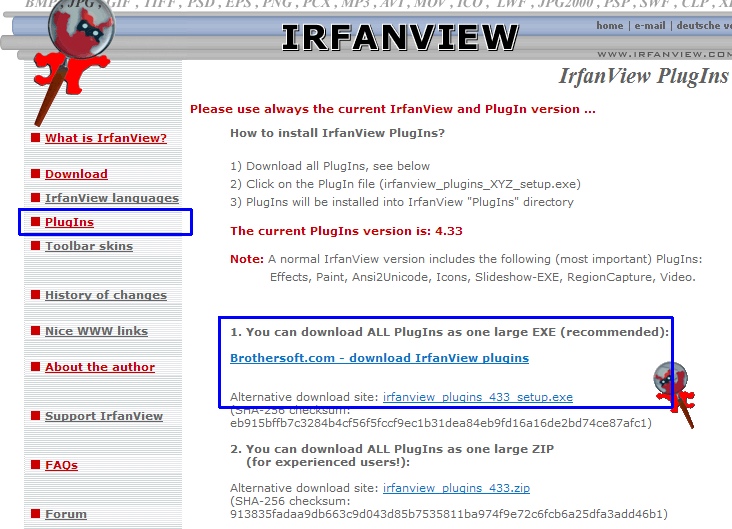 BMP, JPG, GIF, TIFF, PSD, EPS, PNG, PCX, MP3, AVI, MOV, ICO, LWF, JPG2000, PSP, SWF, CLP,
home | e-mail | deutsche
IRFANVIEW
WWW.IRFANVIEW.COM
IrfanView PlugIns
Please use always the current IrfanView and PlugIn version ...
What is IrfanView?
Download
IrfanView languages
PlugIns
Toolbar skins
History of changes
Nice WWW links
About the author
Support IrfanView
FAQs
Forum
How to install IrfanView PlugIns?
1) Download all PlugIns, see below
2) Click on the PlugIn file (irfanview_plugins_XYZ_setup.exe)
3) PlugIns will be installed into IrfanView "PlugIns" directory
The current PlugIns version is: 4.33
Note: A normal IrfanView version includes the following (most important) PlugIns:
Effects, Paint, Ansi2Unicode, Icons, Slideshow-EXE, RegionCapture, Video.
1. You can download ALL PlugIns as one large EXE (recommended):
Brothersoft.com - download IrfanView plugins
Alternative download site: irfanview_plugins_433_setup.exe
(SHA-256 checksum:
eb915bffb7c3284b4cf56f5fccf9ec1b31dea84eb9fd16a16de2bd74ce87afc1)
2. You can download ALL PlugIns as one large ZIP
(for experienced users!):
Alternative download site: irfanview_plugins_433.zip
(SHA-256 checksum:
913835fadaa9db663c9d043d85b7535811ba974f9e72c6fcb6a25dfa3add46b1)